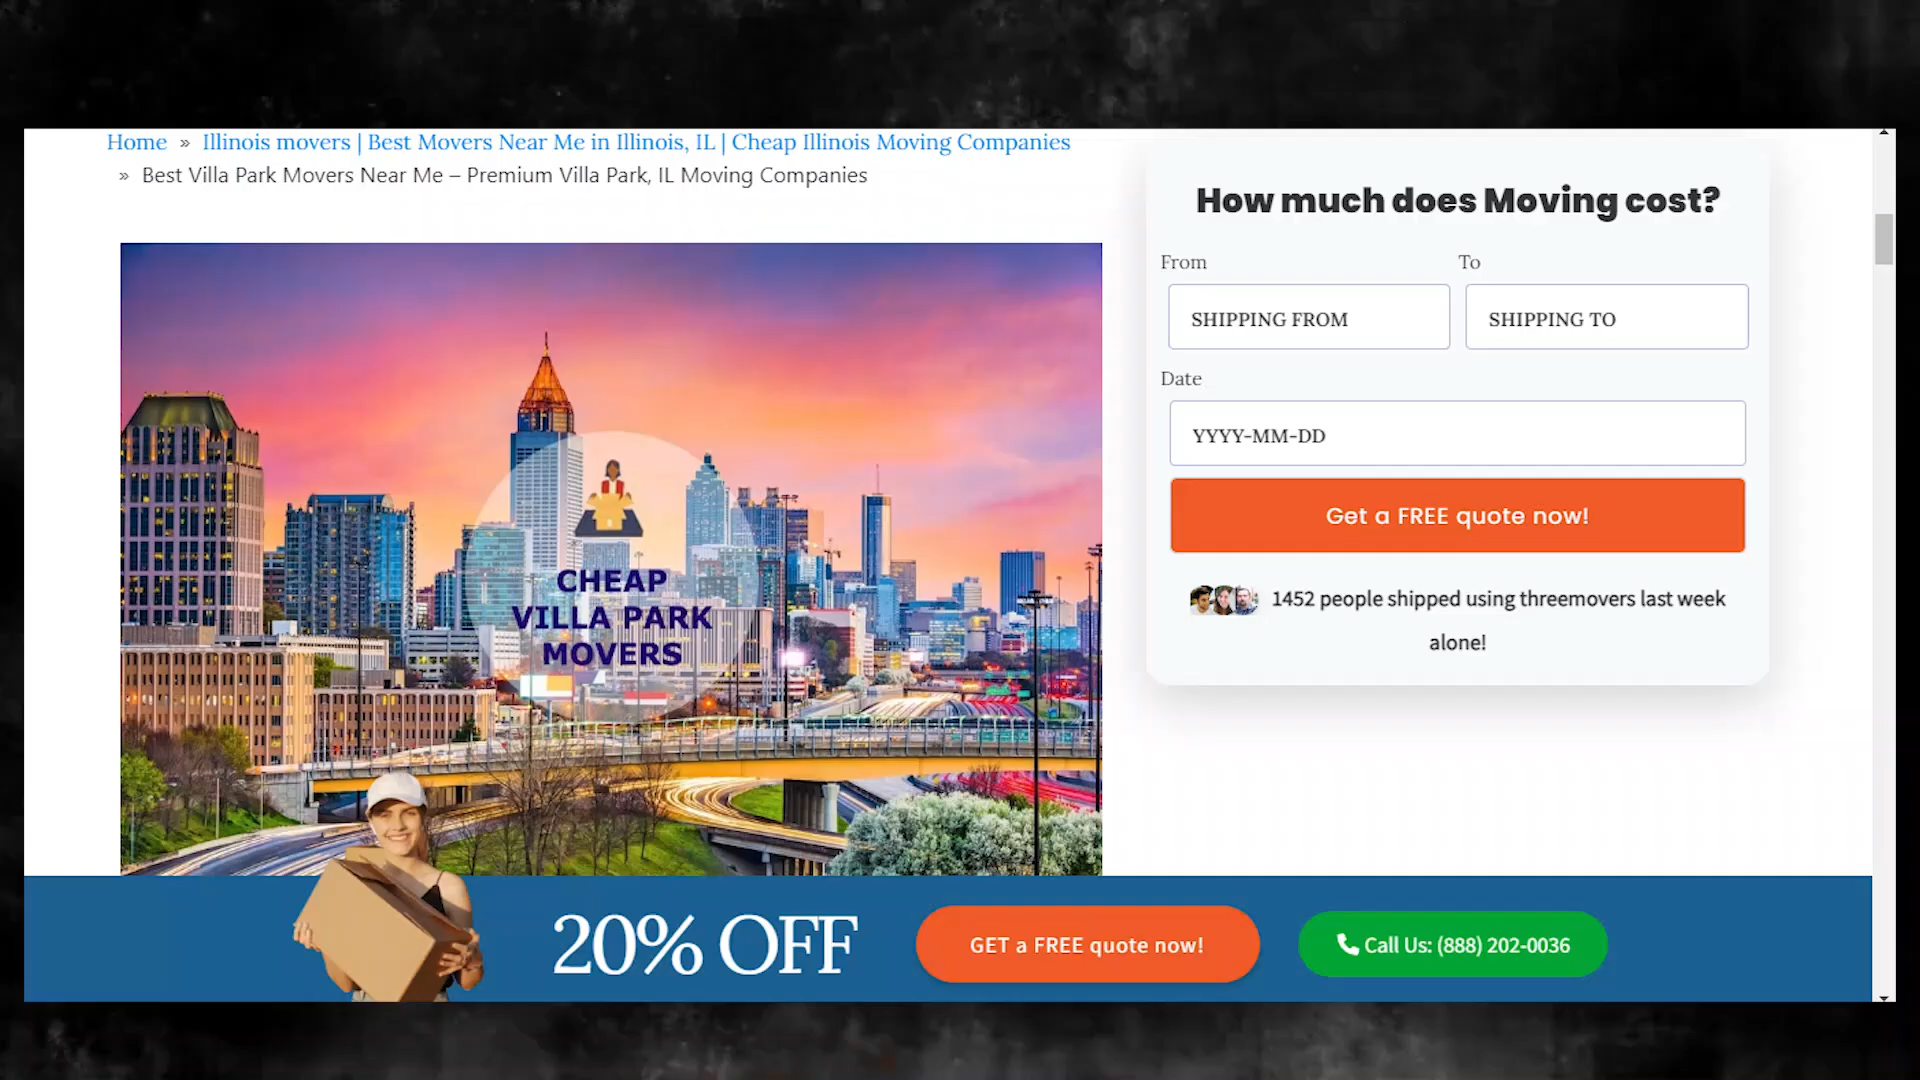 Home » Illinois movers | Best Movers Near Me in Illinois, IL | Cheap Illinois Moving Companies
» Best Villa Park Movers Near Me – Premium Villa Park, IL Moving Companies
CHEAP
VILLA PARK
MOVERS
How much does Moving cost?
From To
SHIPPING FROM SHIPPING TO
Date
YYYY-MM-DD
Get a FREE quote now!
1452 people shipped using threemovers last week
alone!
20% OFF GET a FREE quote now! Call Us: (888) 202-0036